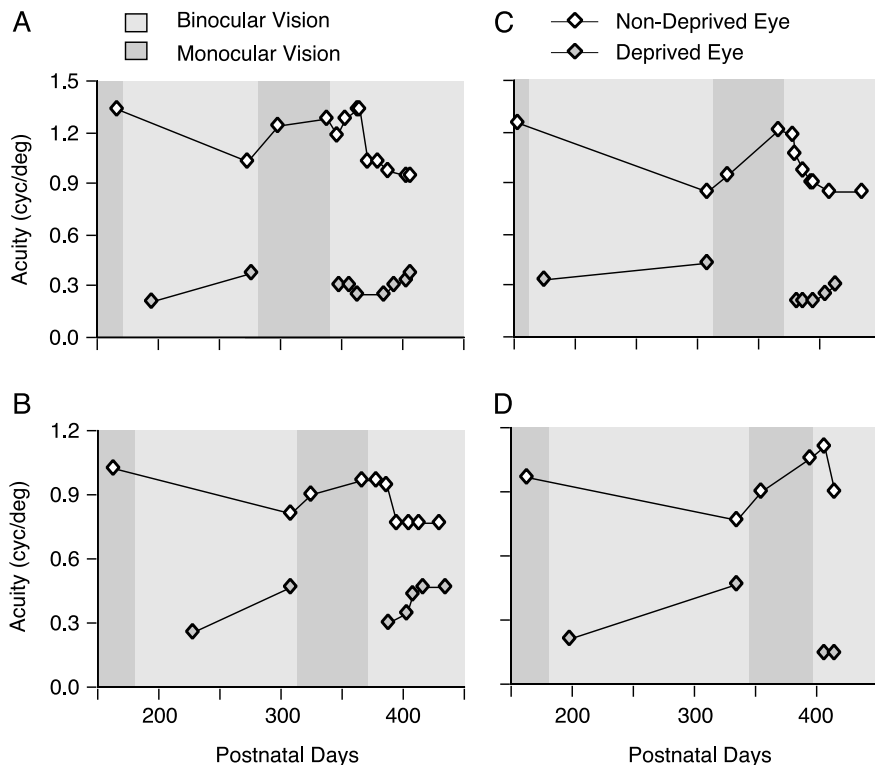 A
Binocular Vision
Monocular Vision
C
Non-Deprived Eye
Deprived Eye
1.5
1.2
0.9
0.6
0.3
0.0
Acuity (cyc/deg)
B
D
1.2
0.9
0.6
0.3
0.0
Acuity (cyc/deg)
200
300
400
200
300
400
Postnatal Days
Postnatal Days